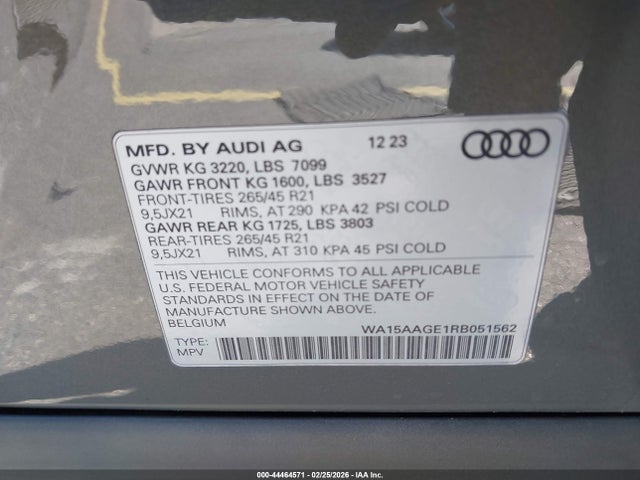 MFD. BY AUDI AG 12 23
GVWR KG 3220, LBS 7099
GAWR FRONT KG 1600, LBS 3527
FRONT-TIRES 265/45 R21
9,5JX21 RIMS, AT 290 KPA 42 PSI COLD
GAWR REAR KG 1725, LBS 3803
REAR-TIRES 265/45 R21
9,5JX21 RIMS, AT 310 KPA 45 PSI COLD
THIS VEHICLE CONFORMS TO ALL APPLICABLE
U.S. FEDERAL MOTOR VEHICLE SAFETY
STANDARDS IN EFFECT ON THE DATE OF
MANUFACTURE SHOWN ABOVE.
BELGIUM WA15AAGE1RB051562
TYPE:
MPV
000-44464571 - 02/25/2026 - IAA Inc.